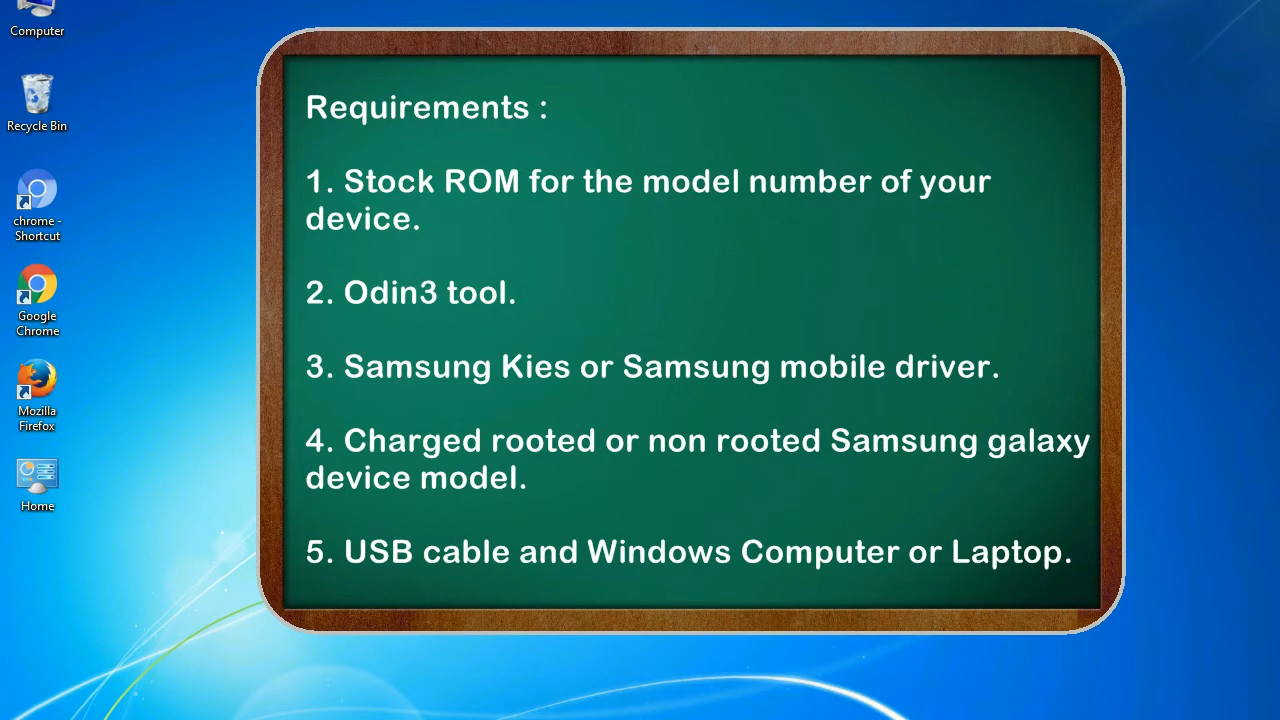 Computer
Recycle Bin
chrome -
Shortcut
Google
Chrome
Mozilla
Firefox
Home
Requirements :
1. Stock ROM for the model number of your
device.
2. Odin3 tool.
3. Samsung Kies or Samsung mobile driver.
4. Charged rooted or non rooted Samsung galaxy
device model.
5. USB cable and Windows Computer or Laptop.